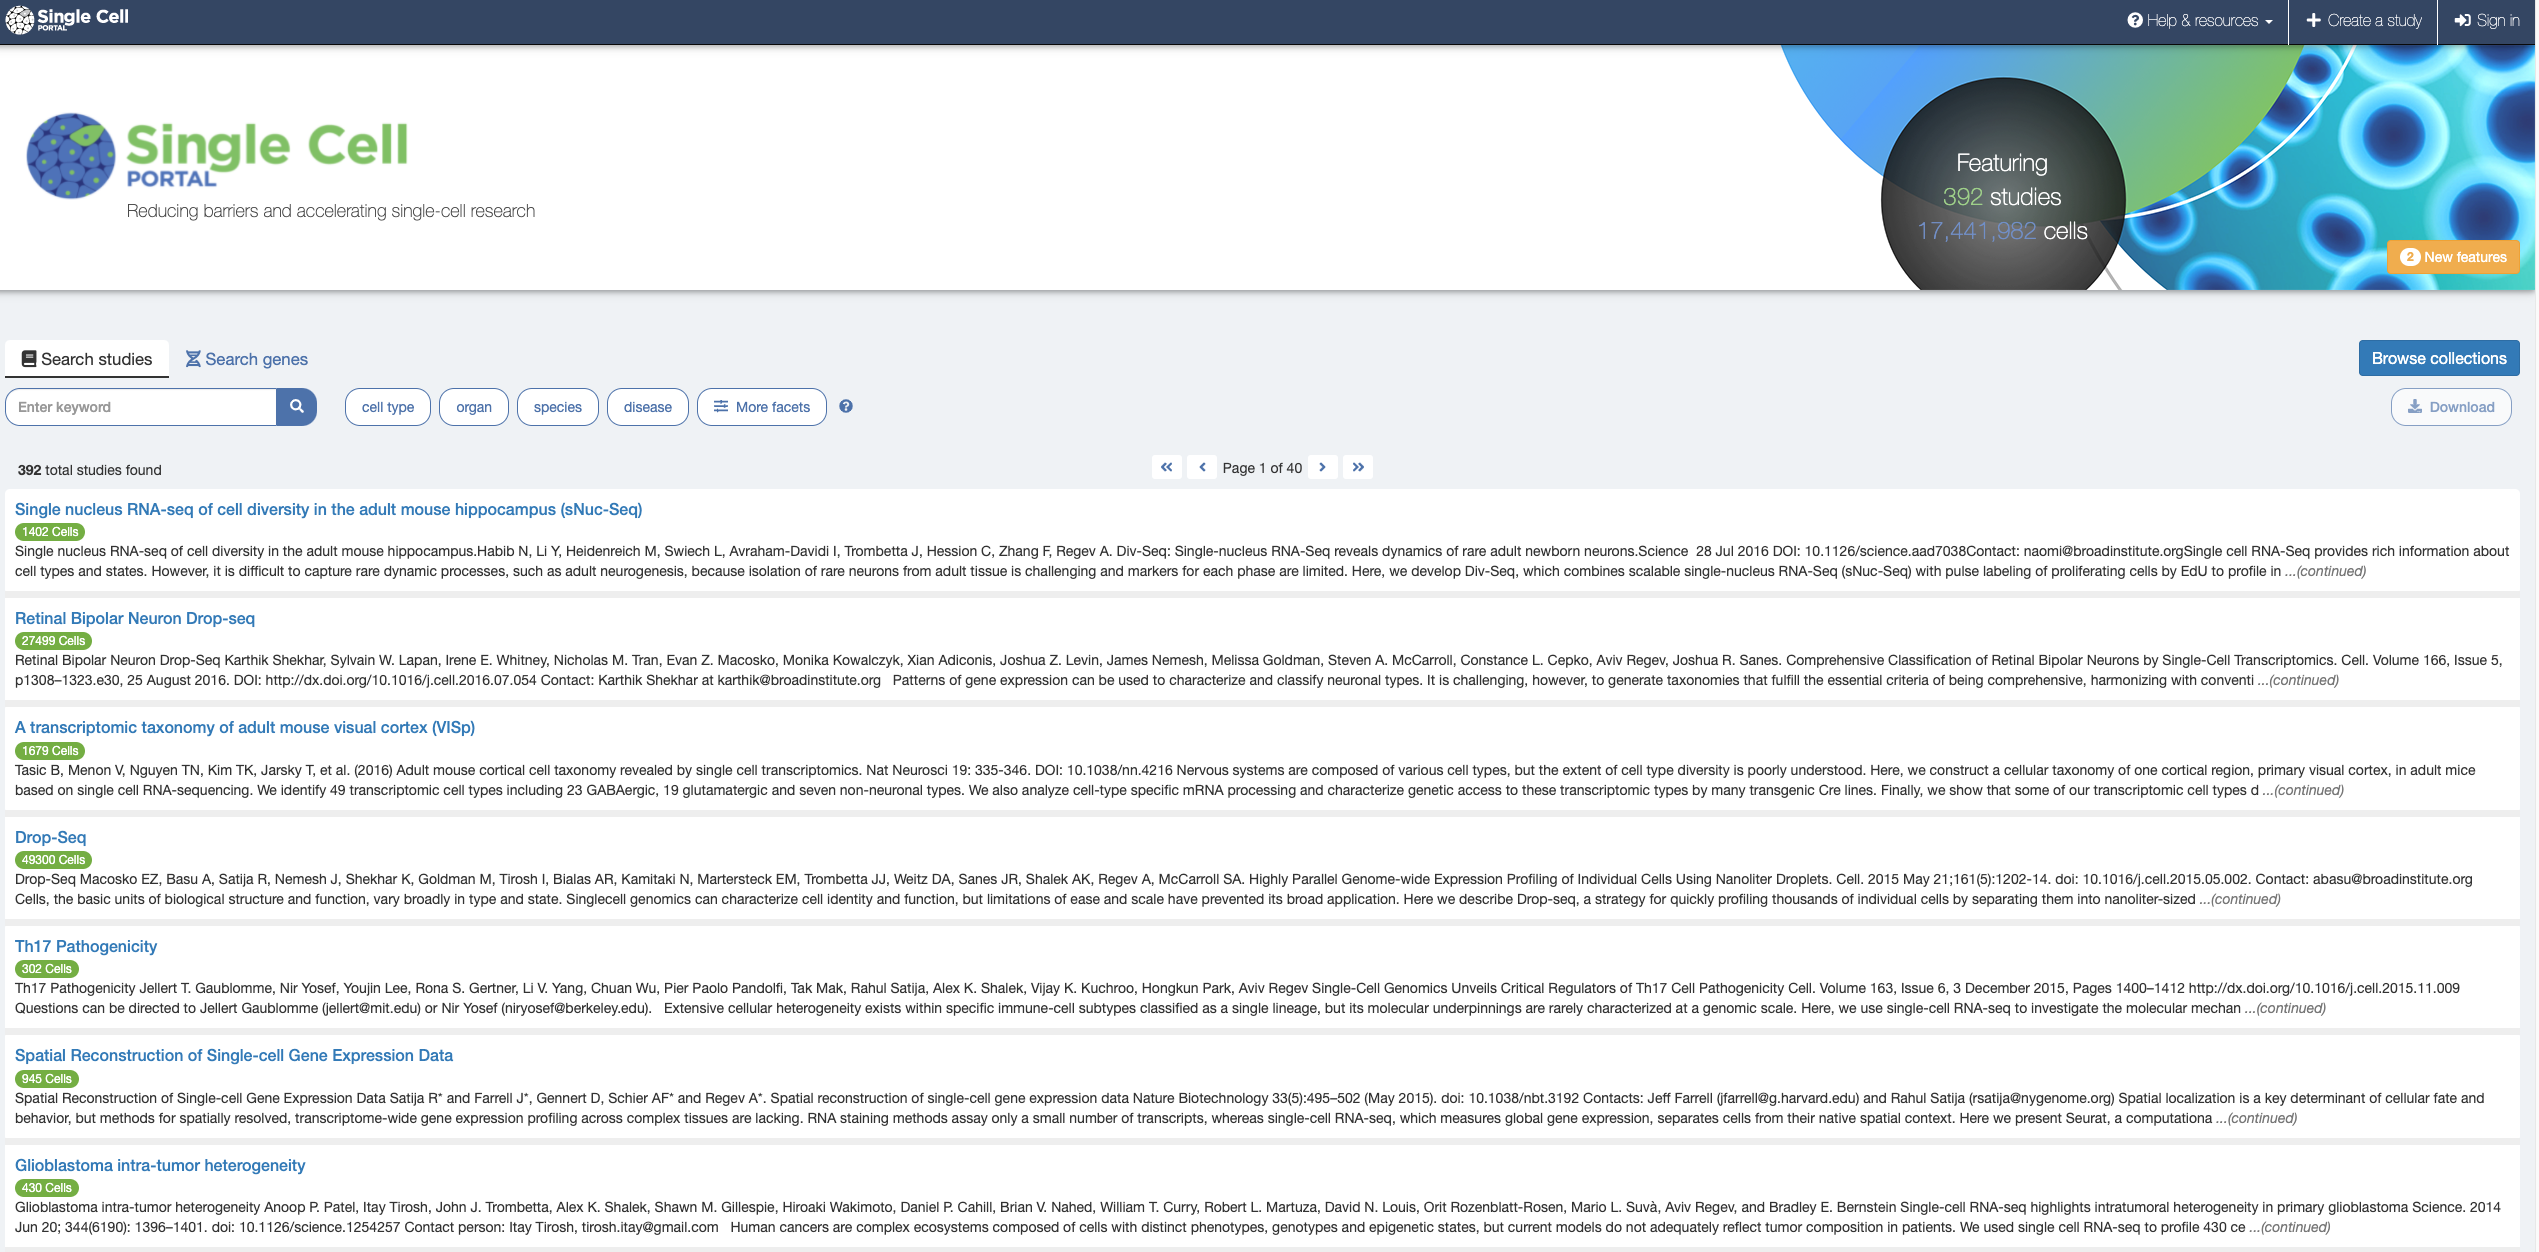 Single Cell
PORTAL
Help & resources
Create a study
Sign in
Single Cell
PORTAL
Reducing barriers and accelerating single-cell research
Featuring
392 studies
17,441,982 cells
2 New features
Search studies
Search genes
Browse collections
Enter keyword
cell type
organ
species
disease
More facets
Download
392 total studies found
Page 1 of 40
Single nucleus RNA-seq of cell diversity in the adult mouse hippocampus (sNuc-Seq)
1402 Cells
Single nucleus RNA-seq of cell diversity in the adult mouse hippocampus.Habib N, Li Y, Heidenreich M, Swiech L, Avraham-Davidi I, Trombetta J, Hession C, Zhang F, Regev A. Div-Seq: Single-nucleus RNA-Seq reveals dynamics of rare adult newborn neurons.Science  28 Jul 2016 DOI: 10.1126/science.aad7038Contact: naomi@broadinstitute.orgSingle cell RNA-Seq provides rich information about
cell types and states. However, it is difficult to capture rare dynamic processes, such as adult neurogenesis, because isolation of rare neurons from adult tissue is challenging and markers for each phase are limited. Here, we develop Div-Seq, which combines scalable single-nucleus RNA-Seq (sNuc-Seq) with pulse labeling of proliferating cells by EdU to profile in ...(continued)
Retinal Bipolar Neuron Drop-seq
27499 Cells
Retinal Bipolar Neuron Drop-Seq Karthik Shekhar, Sylvain W. Lapan, Irene E. Whitney, Nicholas M. Tran, Evan Z. Macosko, Monika Kowalczyk, Xian Adiconis, Joshua Z. Levin, James Nemesh, Melissa Goldman, Steven A. McCarroll, Constance L. Cepko, Aviv Regev, Joshua R. Sanes. Comprehensive Classification of Retinal Bipolar Neurons by Single-Cell Transcriptomics. Cell. Volume 166, Issue 5,
p1308–1323.e30, 25 August 2016. DOI: http://dx.doi.org/10.1016/j.cell.2016.07.054 Contact: Karthik Shekhar at karthik@broadinstitute.org   Patterns of gene expression can be used to characterize and classify neuronal types. It is challenging, however, to generate taxonomies that fulfill the essential criteria of being comprehensive, harmonizing with conventi ...(continued)
A transcriptomic taxonomy of adult mouse visual cortex (VISp)
1679 Cells
Tasic B, Menon V, Nguyen TN, Kim TK, Jarsky T, et al. (2016) Adult mouse cortical cell taxonomy revealed by single cell transcriptomics. Nat Neurosci 19: 335-346. DOI: 10.1038/nn.4216 Nervous systems are composed of various cell types, but the extent of cell type diversity is poorly understood. Here, we construct a cellular taxonomy of one cortical region, primary visual cortex, in adult mice
based on single cell RNA-sequencing. We identify 49 transcriptomic cell types including 23 GABAergic, 19 glutamatergic and seven non-neuronal types. We also analyze cell-type specific mRNA processing and characterize genetic access to these transcriptomic types by many transgenic Cre lines. Finally, we show that some of our transcriptomic cell types d ...(continued)
Drop-Seq
49300 Cells
Drop-Seq Macosko EZ, Basu A, Satija R, Nemesh J, Shekhar K, Goldman M, Tirosh I, Bialas AR, Kamitaki N, Martersteck EM, Trombetta JJ, Weitz DA, Sanes JR, Shalek AK, Regev A, McCarroll SA. Highly Parallel Genome-wide Expression Profiling of Individual Cells Using Nanoliter Droplets. Cell. 2015 May 21;161(5):1202-14. doi: 10.1016/j.cell.2015.05.002. Contact: abasu@broadinstitute.org
Cells, the basic units of biological structure and function, vary broadly in type and state. Singlecell genomics can characterize cell identity and function, but limitations of ease and scale have prevented its broad application. Here we describe Drop-seq, a strategy for quickly profiling thousands of individual cells by separating them into nanoliter-sized ...(continued)
Th17 Pathogenicity
302 Cells
Th17 Pathogenicity Jellert T. Gaublomme, Nir Yosef, Youjin Lee, Rona S. Gertner, Li V. Yang, Chuan Wu, Pier Paolo Pandolfi, Tak Mak, Rahul Satija, Alex K. Shalek, Vijay K. Kuchroo, Hongkun Park, Aviv Regev Single-Cell Genomics Unveils Critical Regulators of Th17 Cell Pathogenicity Cell. Volume 163, Issue 6, 3 December 2015, Pages 1400–1412 http://dx.doi.org/10.1016/j.cell.2015.11.009
Questions can be directed to Jellert Gaublomme (jellert@mit.edu) or Nir Yosef (niryosef@berkeley.edu).   Extensive cellular heterogeneity exists within specific immune-cell subtypes classified as a single lineage, but its molecular underpinnings are rarely characterized at a genomic scale. Here, we use single-cell RNA-seq to investigate the molecular mechan ...(continued)
Spatial Reconstruction of Single-cell Gene Expression Data
945 Cells
Spatial Reconstruction of Single-cell Gene Expression Data Satija R* and Farrell J*, Gennert D, Schier AF* and Regev A*. Spatial reconstruction of single-cell gene expression data Nature Biotechnology 33(5):495–502 (May 2015). doi: 10.1038/nbt.3192 Contacts: Jeff Farrell (jfarrell@g.harvard.edu) and Rahul Satija (rsatija@nygenome.org) Spatial localization is a key determinant of cellular fate and
behavior, but methods for spatially resolved, transcriptome-wide gene expression profiling across complex tissues are lacking. RNA staining methods assay only a small number of transcripts, whereas single-cell RNA-seq, which measures global gene expression, separates cells from their native spatial context. Here we present Seurat, a computationa ...(continued)
Glioblastoma intra-tumor heterogeneity
430 Cells
Glioblastoma intra-tumor heterogeneity Anoop P. Patel, Itay Tirosh, John J. Trombetta, Alex K. Shalek, Shawn M. Gillespie, Hiroaki Wakimoto, Daniel P. Cahill, Brian V. Nahed, William T. Curry, Robert L. Martuza, David N. Louis, Orit Rozenblatt-Rosen, Mario L. Suvà, Aviv Regev, and Bradley E. Bernstein Single-cell RNA-seq highlights intratumoral heterogeneity in primary glioblastoma Science. 2014
Jun 20; 344(6190): 1396–1401. doi: 10.1126/science.1254257 Contact person: Itay Tirosh, tirosh.itay@gmail.com   Human cancers are complex ecosystems composed of cells with distinct phenotypes, genotypes and epigenetic states, but current models do not adequately reflect tumor composition in patients. We used single cell RNA-seq to profile 430 ce ...(continued)